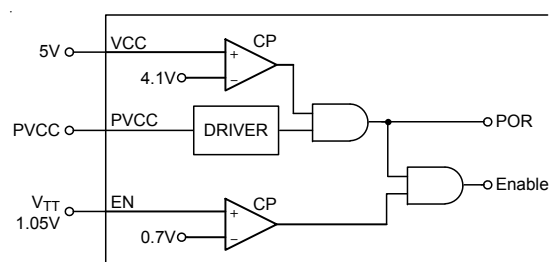 VCC
CP
5V
4.1V
PVCC
PVCC
DRIVER
POR
VTT
1.05V
EN
CP
0.7V
Enable